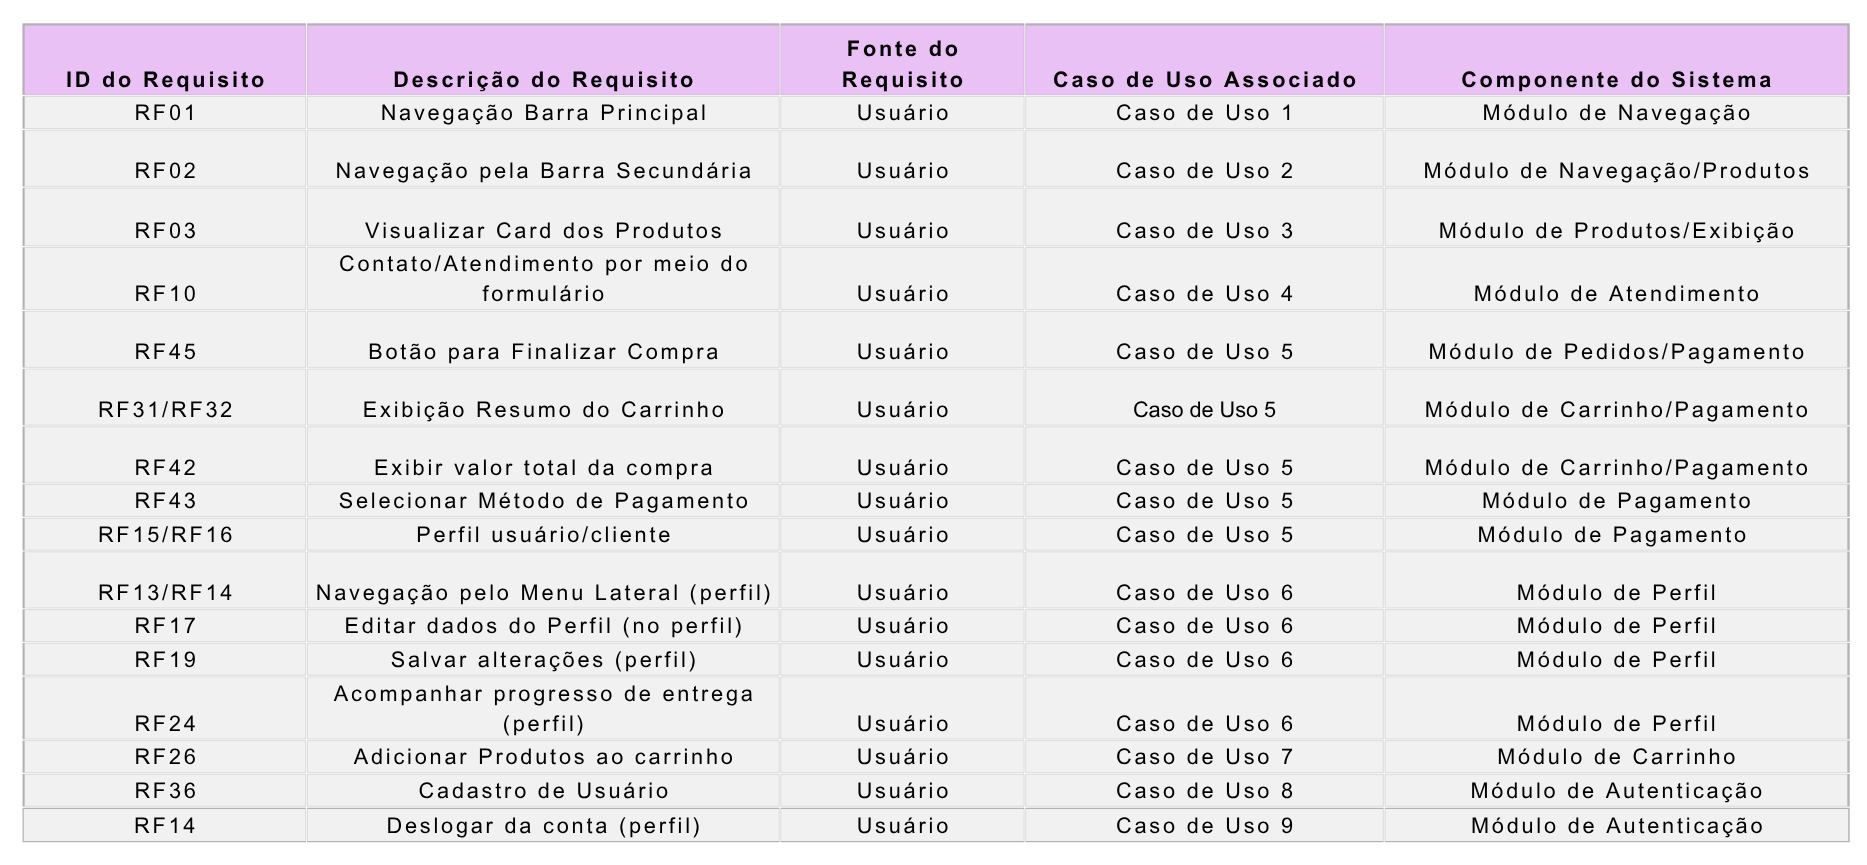 ID do Requisito Descrição do Requisito Fonte do Requisito Caso de Uso Associado Componente do Sistema
RF01 Navegação Barra Principal Usuário Caso de Uso 1 Módulo de Navegação
RF02 Navegação pela Barra Secundária Usuário Caso de Uso 2 Módulo de Navegação/Produtos
RF03 Visualizar Card dos Produtos Usuário Caso de Uso 3 Módulo de Produtos/Exibição
RF10 Contato/Atendimento por meio do formulário Usuário Caso de Uso 4 Módulo de Atendimento
RF45 Botão para Finalizar Compra Usuário Caso de Uso 5 Módulo de Pedidos/Pagamento
RF31/RF32 Exibição Resumo do Carrinho Usuário Caso de Uso 5 Módulo de Carrinho/Pagamento
RF42 Exibir valor total da compra Usuário Caso de Uso 5 Módulo de Carrinho/Pagamento
RF43 Selecionar Método de Pagamento Usuário Caso de Uso 5 Módulo de Pagamento
RF15/RF16 Perfil usuário/cliente Usuário Caso de Uso 5 Módulo de Pagamento
RF13/RF14 Navegação pelo Menu Lateral (perfil) Usuário Caso de Uso 6 Módulo de Perfil
RF17 Editar dados do Perfil (no perfil) Usuário Caso de Uso 6 Módulo de Perfil
RF19 Salvar alterações (perfil) Usuário Caso de Uso 6 Módulo de Perfil
RF24 Acompanhar progresso de entrega (perfil) Usuário Caso de Uso 6 Módulo de Perfil
RF26 Adicionar Produtos ao carrinho Usuário Caso de Uso 7 Módulo de Carrinho
RF36 Cadastro de Usuário Usuário Caso de Uso 8 Módulo de Autenticação
RF14 Deslogar da conta (perfil) Usuário Caso de Uso 9 Módulo de Autenticação